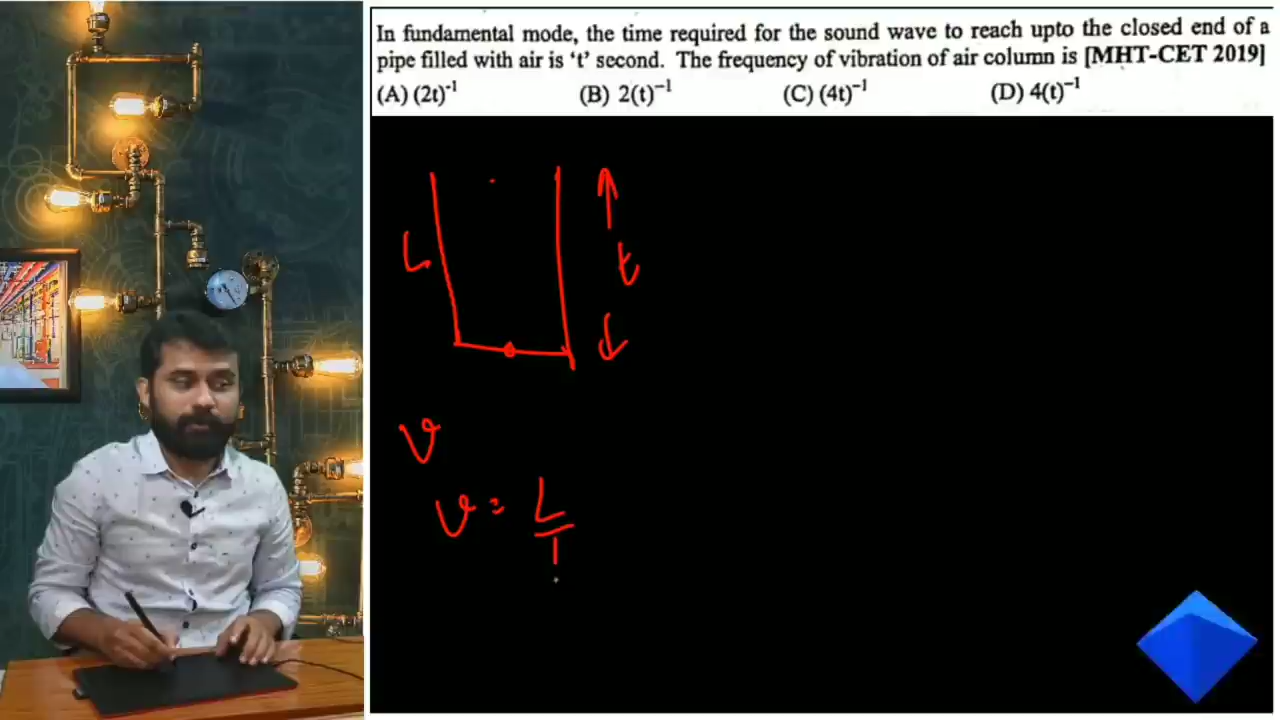 In fundamental mode, the time required for the sound wave to reach upto the closed end of a
pipe filled with air is ‘t’ second. The frequency of vibration of air column is [MHT-CET 2019]
(A) (2t)⁻¹ (B) 2(t)⁻¹ (C) (4t)⁻¹ (D) 4(t)⁻¹
L
t
v
v = L